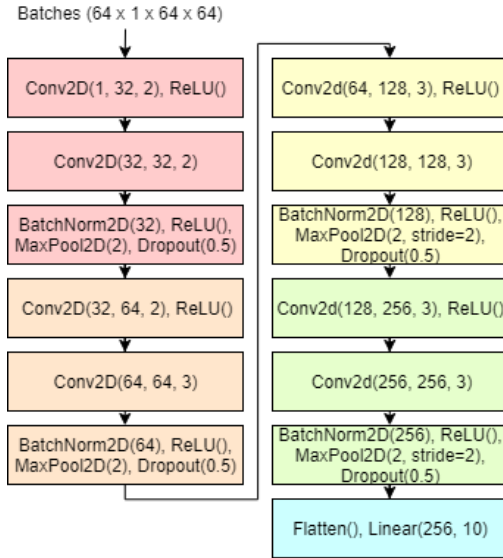 Batches (64 x 1 x 64 x 64)
Conv2D(1, 32, 2), ReLU()
Conv2D(32, 32, 2)
BatchNorm2D(32), ReLU(),
MaxPool2D(2), Dropout(0.5)
Conv2D(32, 64, 2), ReLU()
Conv2D(64, 64, 3)
BatchNorm2D(64), ReLU(),
MaxPool2D(2), Dropout(0.5)
Conv2d(64, 128, 3), ReLU()
Conv2d(128, 128, 3)
BatchNorm2D(128), ReLU(),
MaxPool2D(2, stride=2),
Dropout(0.5)
Conv2d(128, 256, 3), ReLU()
Conv2d(256, 256, 3)
BatchNorm2D(256), ReLU(),
MaxPool2D(2, stride=2),
Dropout(0.5)
Flatten(), Linear(256, 10)